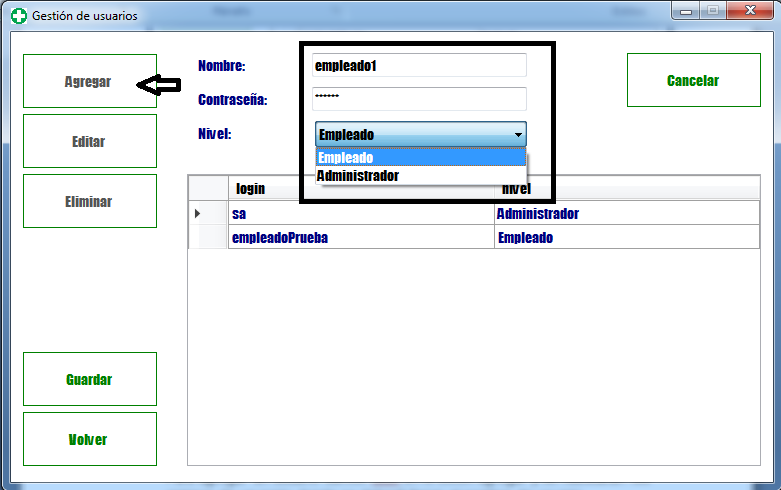 Gestión de usuarios
Agregar
Editar
Eliminar
Guardar
Volver
Nombre: empleado1
Contraseña: ******
Nivel: Empleado
Empleado
Administrador
Cancelar
login nivel
sa Administrador
empleadoPrueba Empleado